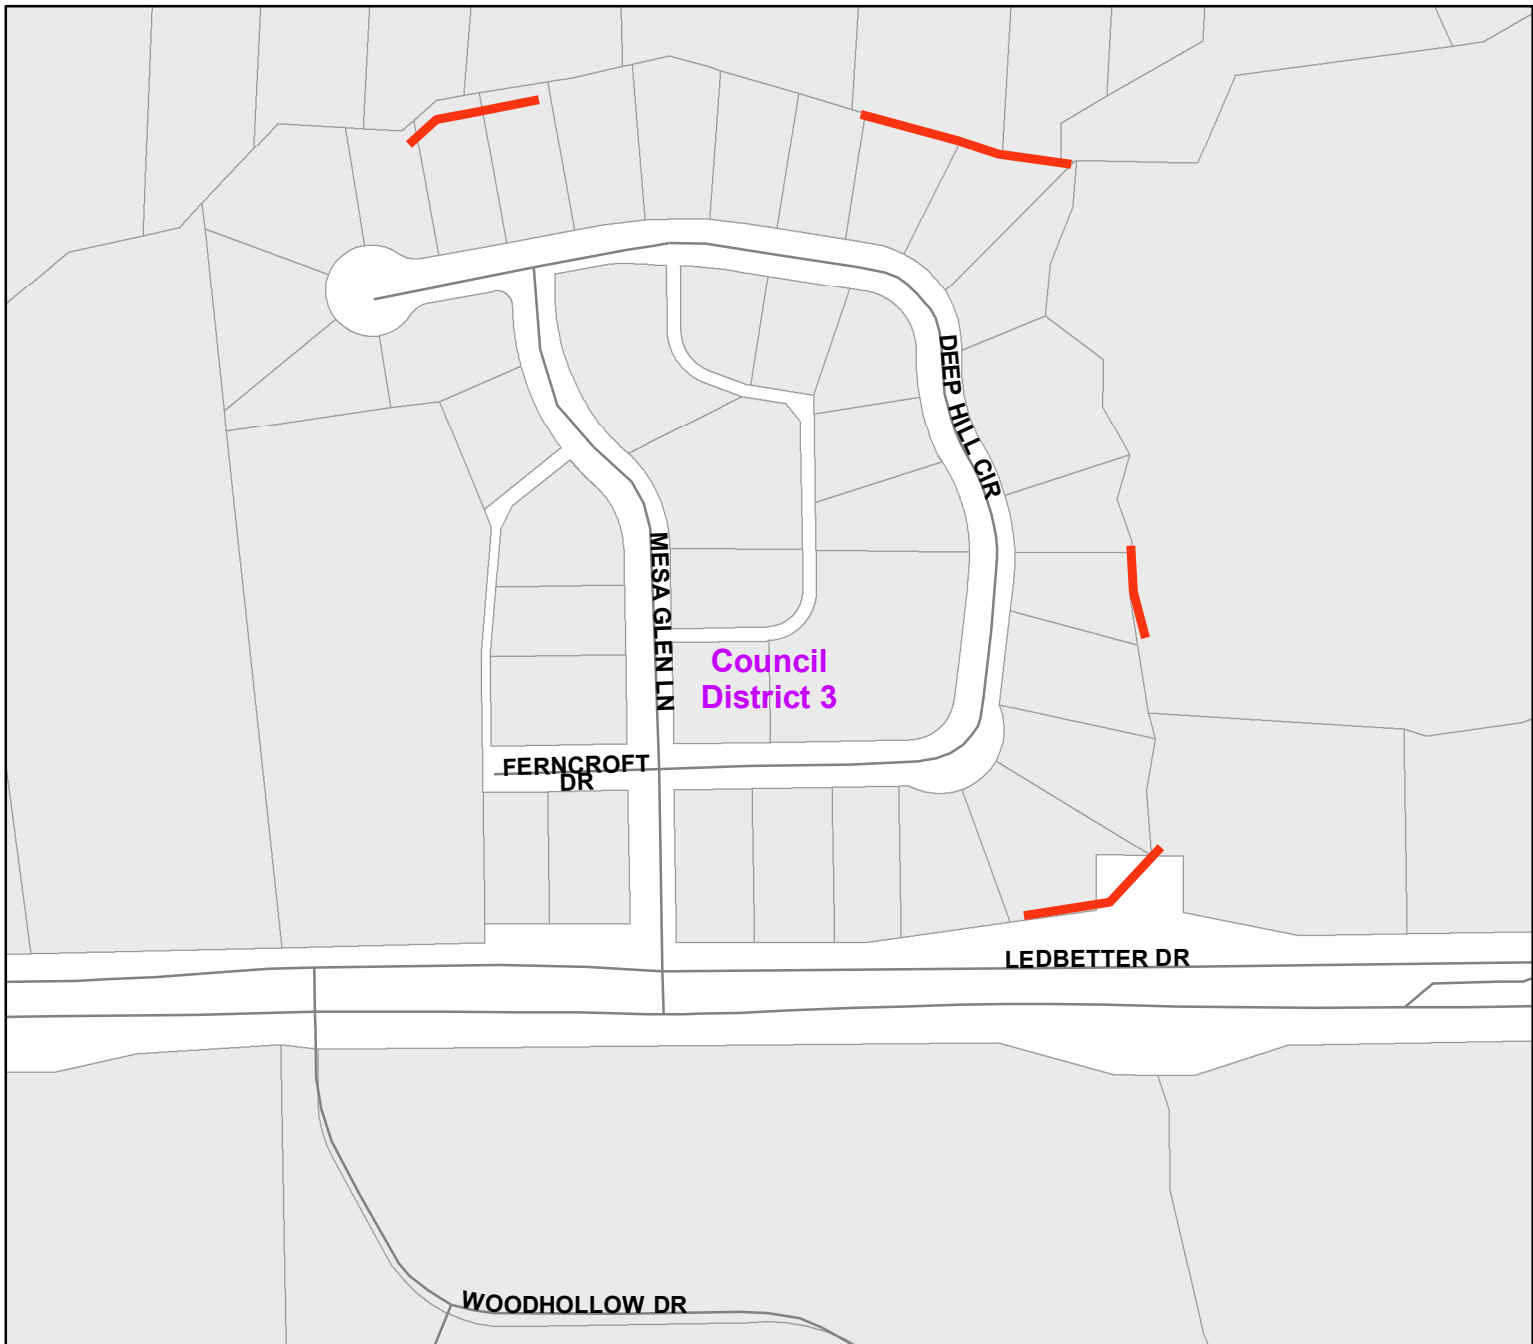 DEEP HILL CIR
MESA GLEN LN
Council
District 3
FERNCROFT
DR
LEDBETTER DR
WOODHOLLOW DR